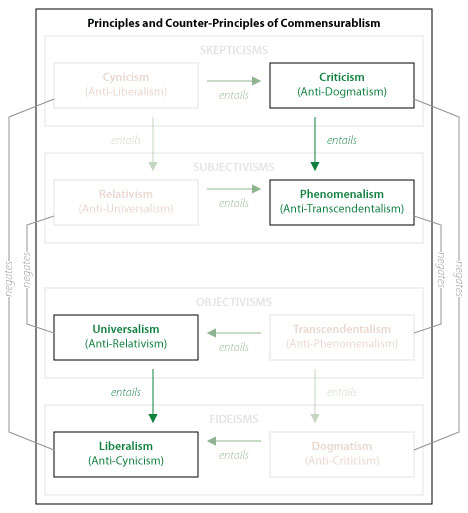 Principles and Counter-Principles of Commensurablism
SKEPTICISMS
Cynicism
(Anti-Liberalism)
entails
Criticism
(Anti-Dogmatism)
entails
entails
SUBJECTIVISMS
Relativism
(Anti-Universalism)
entails
Phenomenalism
(Anti-Transcendentalism)
negates
negates
negates
negates
OBJECTIVISMS
Universalism
(Anti-Relativism)
entails
Transcendentalism
(Anti-Phenomenalism)
entails
entails
FIDEISMS
Liberalism
(Anti-Cynicism)
entails
Dogmatism
(Anti-Criticism)